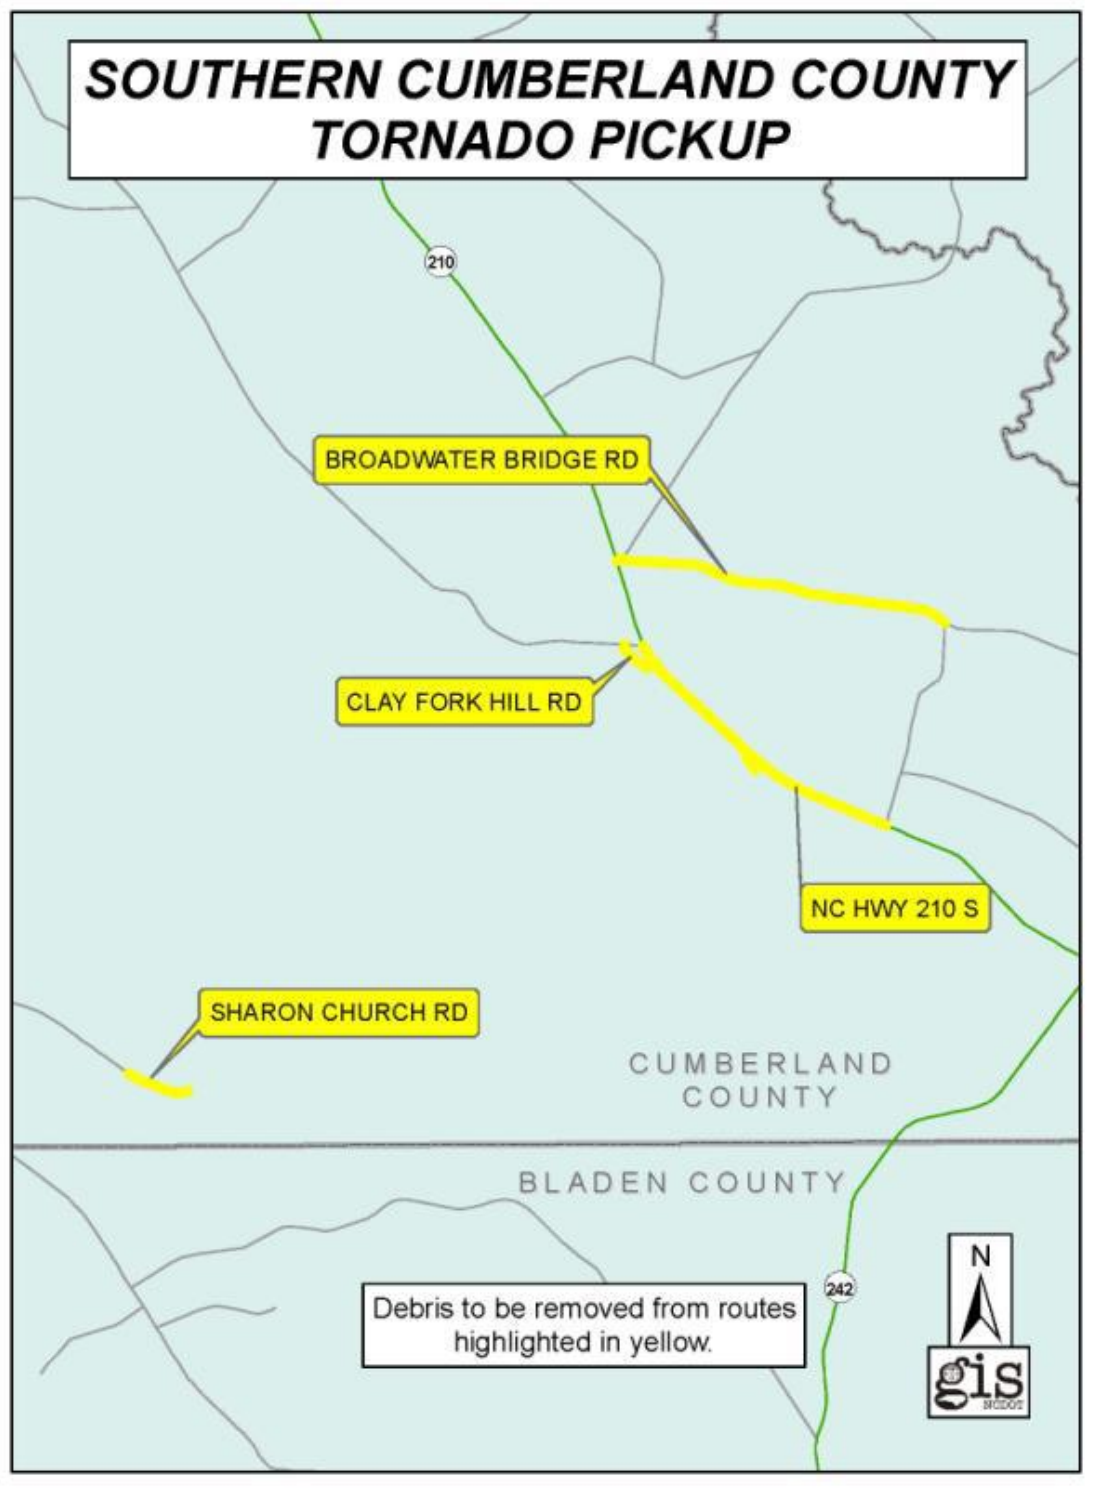 SOUTHERN CUMBERLAND COUNTY
TORNADO PICKUP
210
BROADWATER BRIDGE RD
CLAY FORK HILL RD
NC HWY 210 S
SHARON CHURCH RD
CUMBERLAND
COUNTY
BLADEN COUNTY
242
Debris to be removed from routes
highlighted in yellow.
N
gis
NCDOT